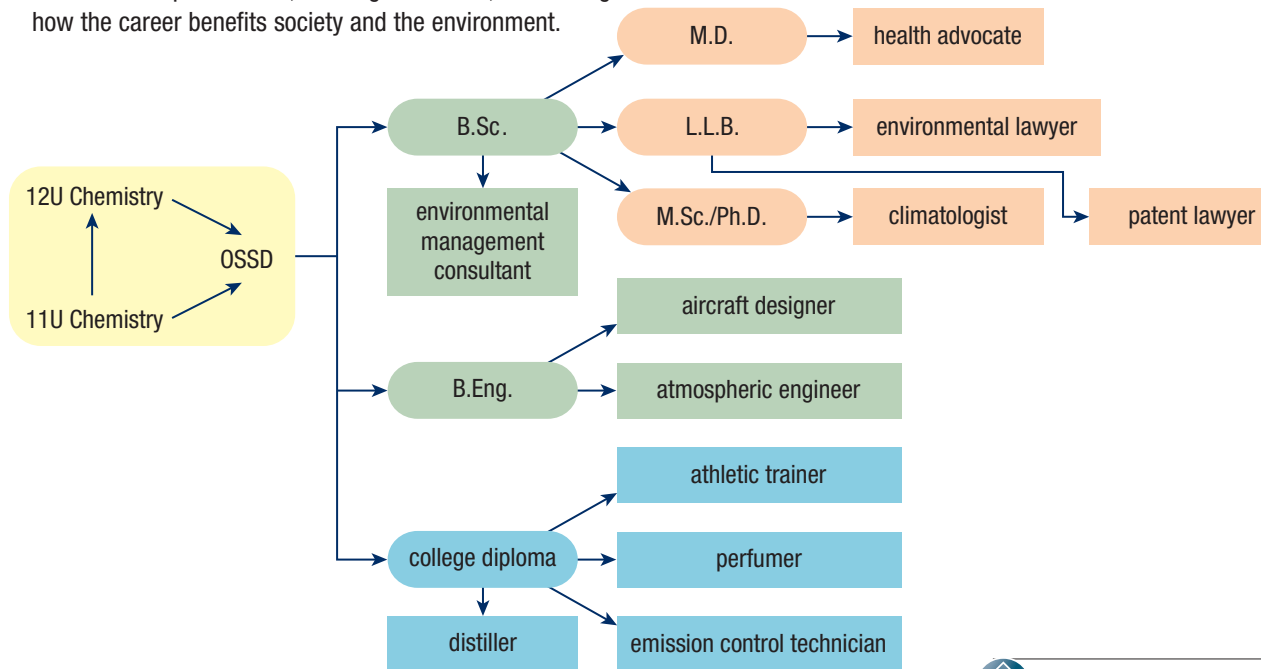 how the career benefits society and the environment.
M.D.
health advocate
B.Sc.
L.L.B.
environmental lawyer
12U Chemistry
environmental
management
consultant
M.Sc./Ph.D.
climatologist
patent lawyer
OSSD
11U Chemistry
aircraft designer
B.Eng.
atmospheric engineer
athletic trainer
college diploma
perfumer
distiller
emission control technician